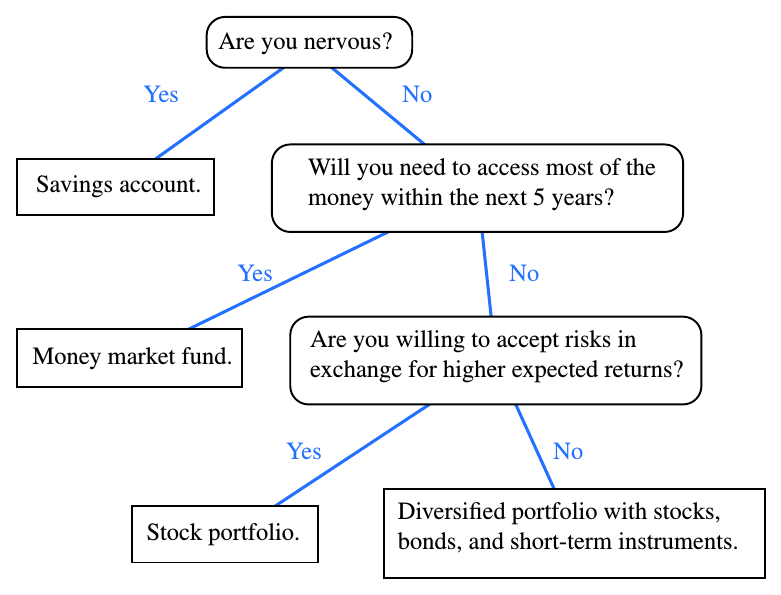 Are you nervous?
Yes
No
Savings account.
Will you need to access most of the
money within the next 5 years?
Yes
No
Money market fund.
Are you willing to accept risks in
exchange for higher expected returns?
Yes
No
Stock portfolio.
Diversified portfolio with stocks,
bonds, and short-term instruments.